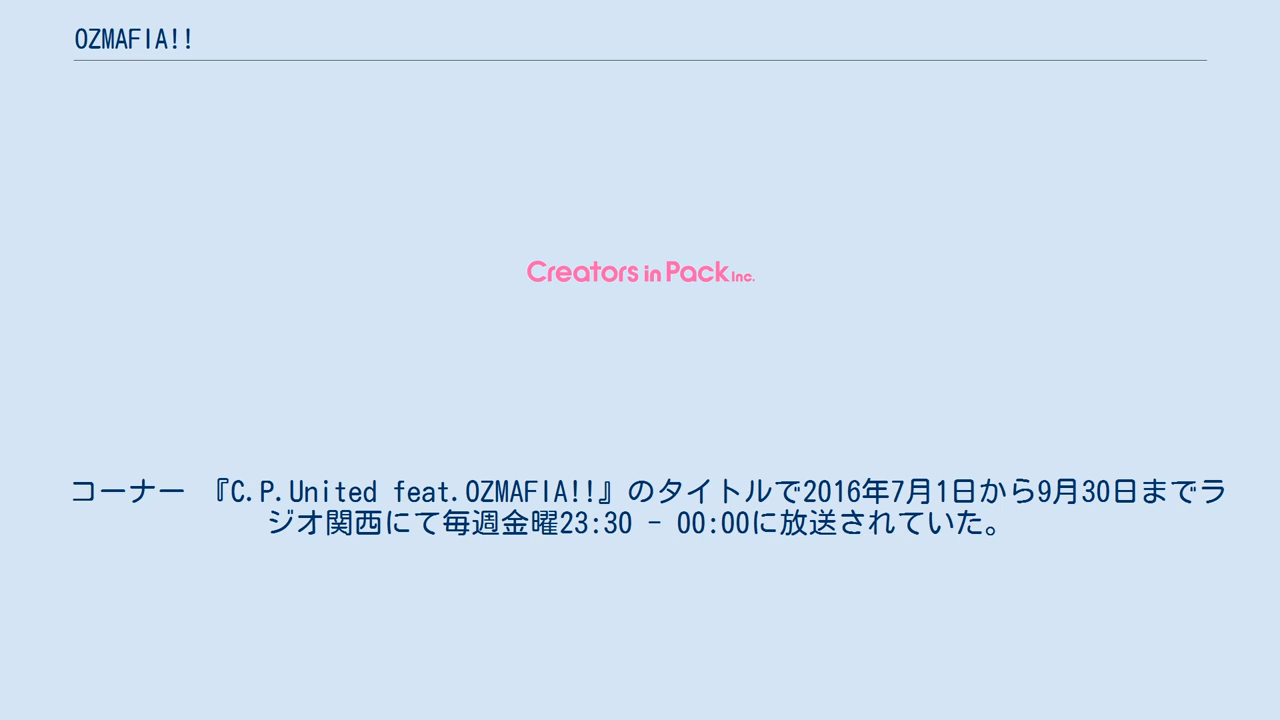 OZMAFIA!!
Creators in Pack Inc.
コーナー 『C.P.United feat.OZMAFIA!!』のタイトルで2016年7月1日から9月30日までラ
ジオ関西にて毎週金曜23:30 - 00:00に放送されていた。